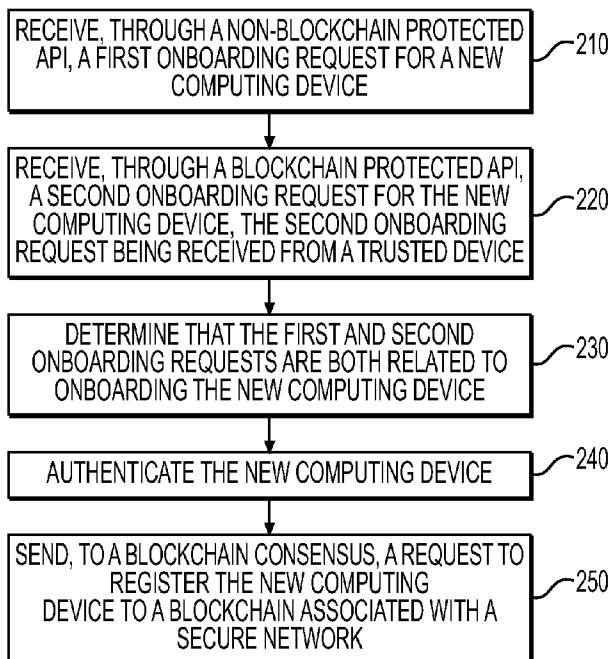 RECEIVE, THROUGH A NON-BLOCKCHAIN PROTECTED
API, A FIRST ONBOARDING REQUEST FOR A NEW
COMPUTING DEVICE
210
RECEIVE, THROUGH A BLOCKCHAIN PROTECTED API,
A SECOND ONBOARDING REQUEST FOR THE NEW
COMPUTING DEVICE, THE SECOND ONBOARDING
REQUEST BEING RECEIVED FROM A TRUSTED DEVICE
220
DETERMINE THAT THE FIRST AND SECOND
ONBOARDING REQUESTS ARE BOTH RELATED TO
ONBOARDING THE NEW COMPUTING DEVICE
230
AUTHENTICATE THE NEW COMPUTING DEVICE
240
SEND, TO A BLOCKCHAIN CONSENSUS, A REQUEST TO
REGISTER THE NEW COMPUTING
DEVICE TO A BLOCKCHAIN ASSOCIATED WITH A
SECURE NETWORK
250